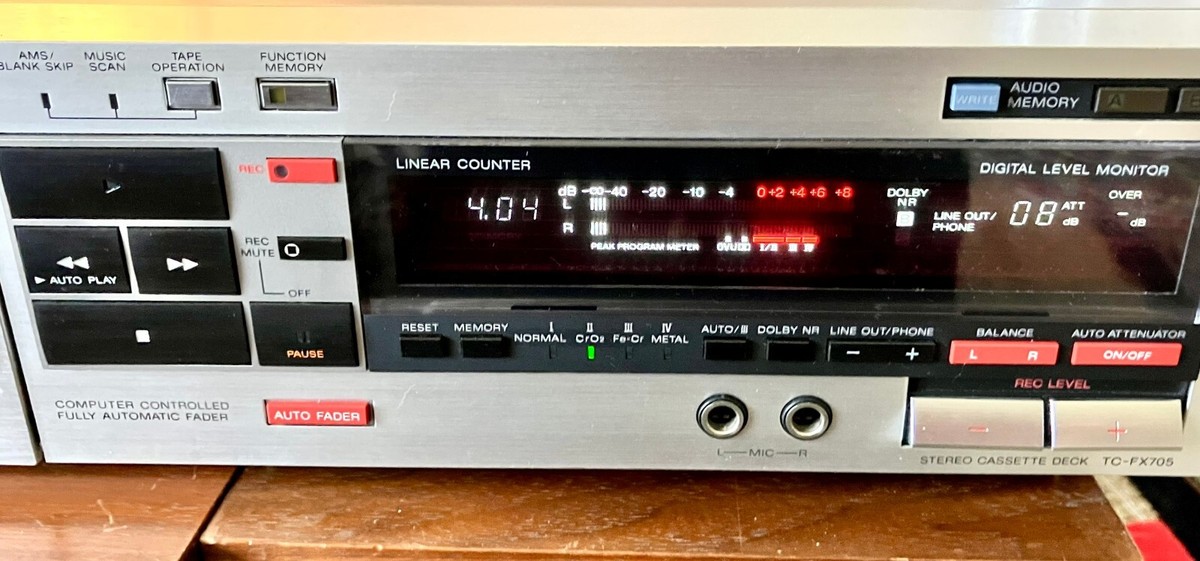 AMS/
BLANK SKIP
MUSIC
SCAN
TAPE
OPERATION
FUNCTION
MEMORY
WRITE
AUDIO
MEMORY
A
REC
LINEAR COUNTER
DIGITAL LEVEL MONITOR
4.04
dB -∞-40 -20 -10 -4 0 +2 +4 +6 +8
L
R
PEAK PROGRAM METER
DOLBY
NR
B
LINE OUT/
PHONE
08 ATT
dB
OVER
- dB
REC
MUTE
OFF
▶ AUTO PLAY
PAUSE
RESET
MEMORY
I
NORMAL
II
CrO₂
III
Fe-Cr
IV
METAL
AUTO/III
DOLBY NR
LINE OUT/PHONE
- +
BALANCE
L R
AUTO ATTENUATOR
ON/OFF
REC LEVEL
- +
COMPUTER CONTROLLED
FULLY AUTOMATIC FADER
AUTO FADER
L—MIC—R
STEREO CASSETTE DECK TC-FX705